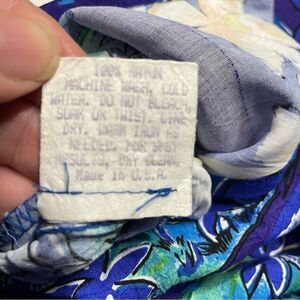 100% RAYON
MACHINE WASH, COLD
WATER. DO NOT BLEACH,
SOAK OR TWIST. LINE
DRY. WARM IRON AS
NEEDED. FOR BEST
RESULTS, DRY CLEAN.
Made in U.S.A.